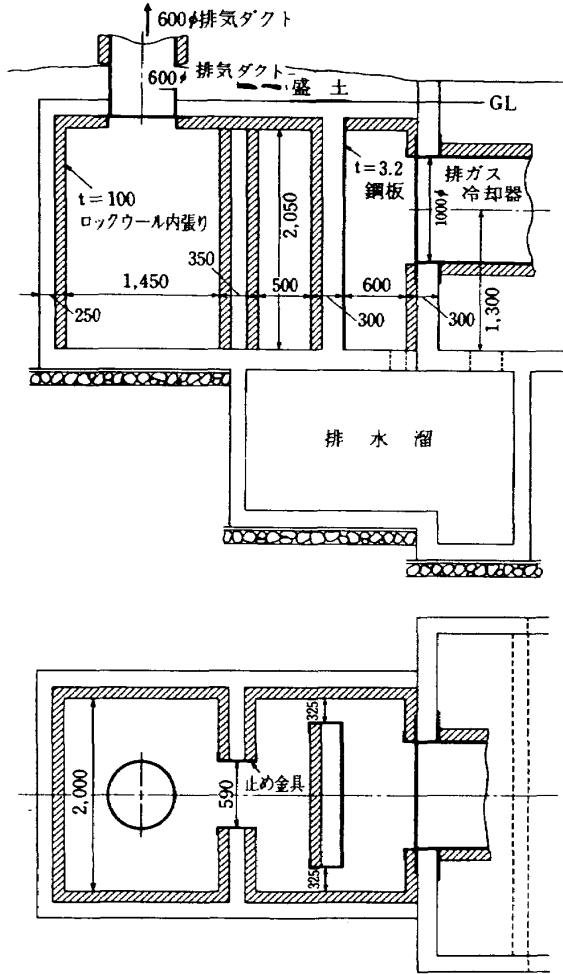 600φ排気ダクト
600φ 排気ダクト
盛土
GL
t=100
ロックウール内張り
t=3.2
鋼板
排ガス
冷却器
1000φ
2,050
350
1,450
500
600
250
300
300
1,300
排水溜
325
2,000
590
止め金具
325